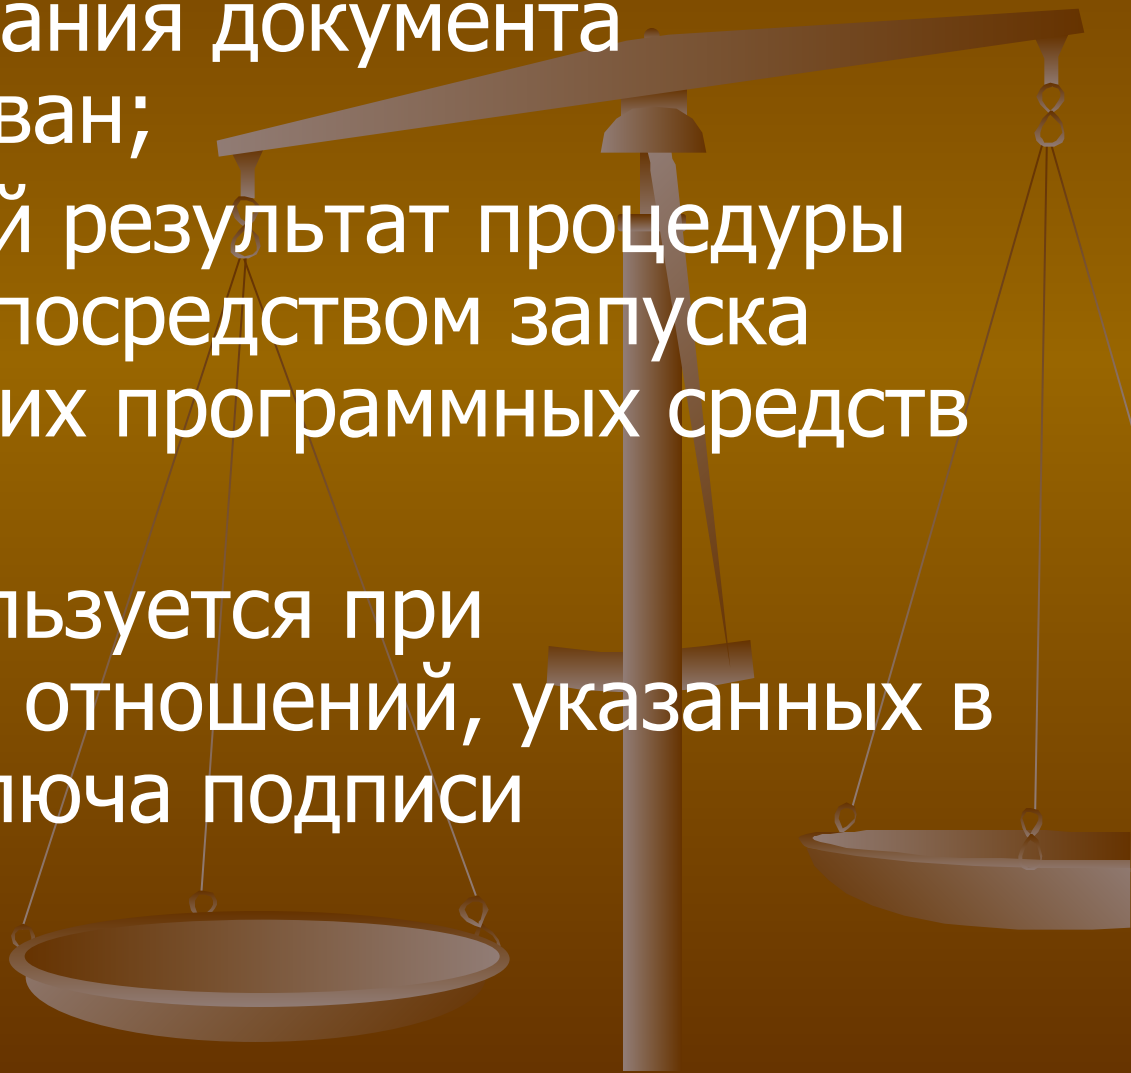 ания документа
ван;
й результат процедуры
посредством запуска
их программных средств
льзуется при
отношений, указанных в
люча подписи